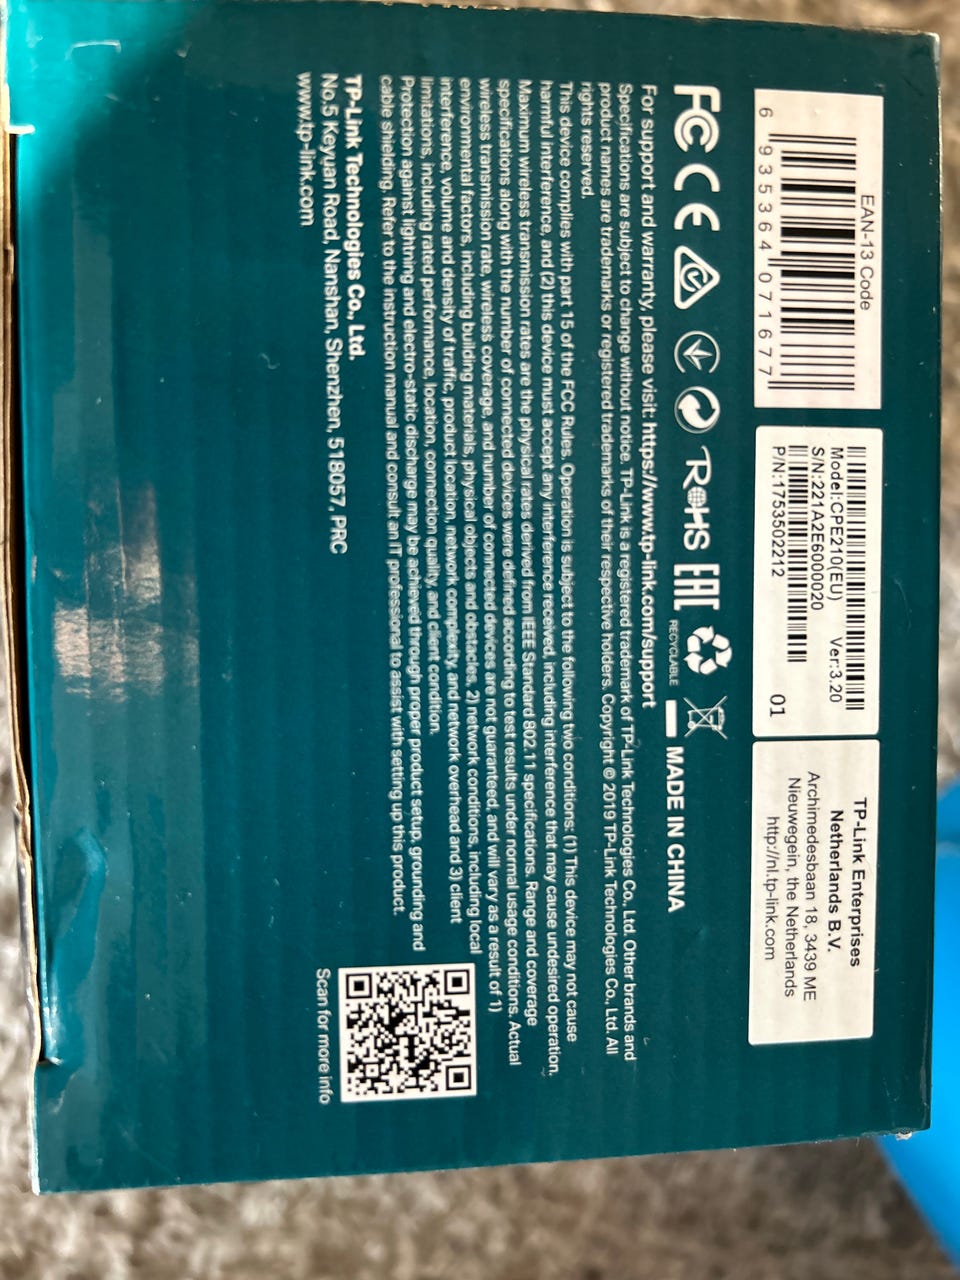 EAN-13 Code
6 935364 071677
Model:CPE210(EU) Ver:3.20
S/N:221A2E6000020
P/N:1753502212 01
TP-Link Enterprises
Netherlands B.V.
Archimedesbaan 18, 3439 ME
Nieuwegein, the Netherlands
http://nl.tp-link.com
FC CE RoHS EAC
RECYCLABLE
MADE IN CHINA
For support and warranty, please visit: https://www.tp-link.com/support
Specifications are subject to change without notice. TP-Link is a registered trademark of TP-Link Technologies Co., Ltd. Other brands and
product names are trademarks or registered trademarks of their respective holders. Copyright © 2019 TP-Link Technologies Co., Ltd. All
rights reserved.
This device complies with part 15 of the FCC Rules. Operation is subject to the following two conditions: (1) This device may not cause
harmful interference, and (2) this device must accept any interference received, including interference that may cause undesired operation.
Maximum wireless transmission rates are the physical rates derived from IEEE Standard 802.11 specifications. Range and coverage
specifications along with the number of connected devices were defined according to test results under normal usage conditions. Actual
wireless transmission rate, wireless coverage, and number of connected devices are not guaranteed, and will vary as a result of 1)
environmental factors, including building materials, physical objects and obstacles, 2) network conditions, including local
interference, volume and density of traffic, product location, network complexity, and network overhead and 3) client
limitations, including rated performance, location, connection quality, and client condition.
Protection against lightning and electro-static discharge may be achieved through proper product setup, grounding and
cable shielding. Refer to the instruction manual and consult an IT professional to assist with setting up this product.
TP-Link Technologies Co., Ltd.
No.5 Keyuan Road, Nanshan, Shenzhen, 518057, PRC
www.tp-link.com
Scan for more info